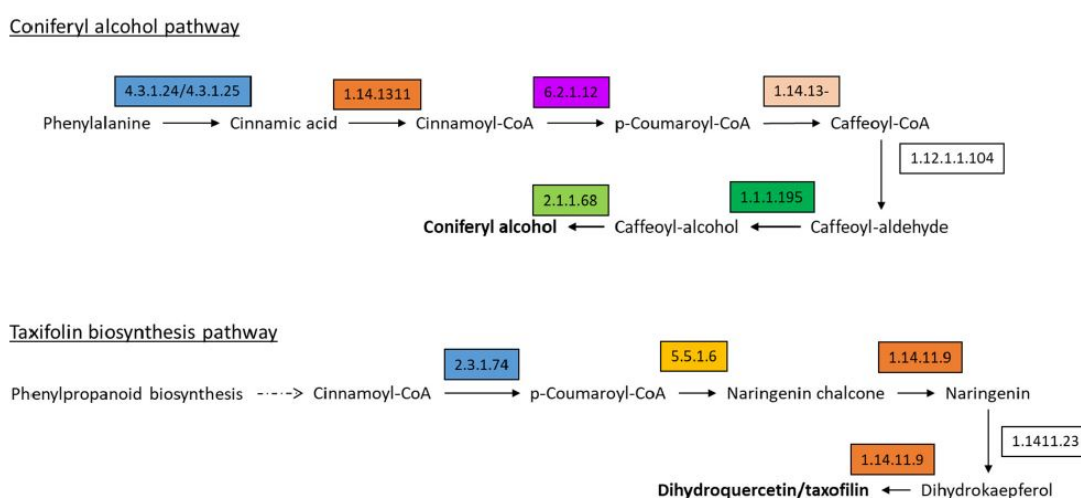 Coniferyl alcohol pathway
4.3.1.24/4.3.1.25 1.14.1311 6.2.1.12 1.14.13-
Phenylalanine Cinnamic acid Cinnamoyl-CoA p-Coumaroyl-CoA Caffeoyl-CoA
1.12.1.1.104
2.1.1.68 1.1.1.195
Coniferyl alcohol Caffeoyl-alcohol Caffeoyl-aldehyde
Taxifolin biosynthesis pathway
2.3.1.74 5.5.1.6 1.14.11.9
Phenylpropanoid biosynthesis Cinnamoyl-CoA p-Coumaroyl-CoA Naringenin chalcone Naringenin
1.1411.23
1.14.11.9
Dihydroquercetin/taxofilin Dihydrokaepferol